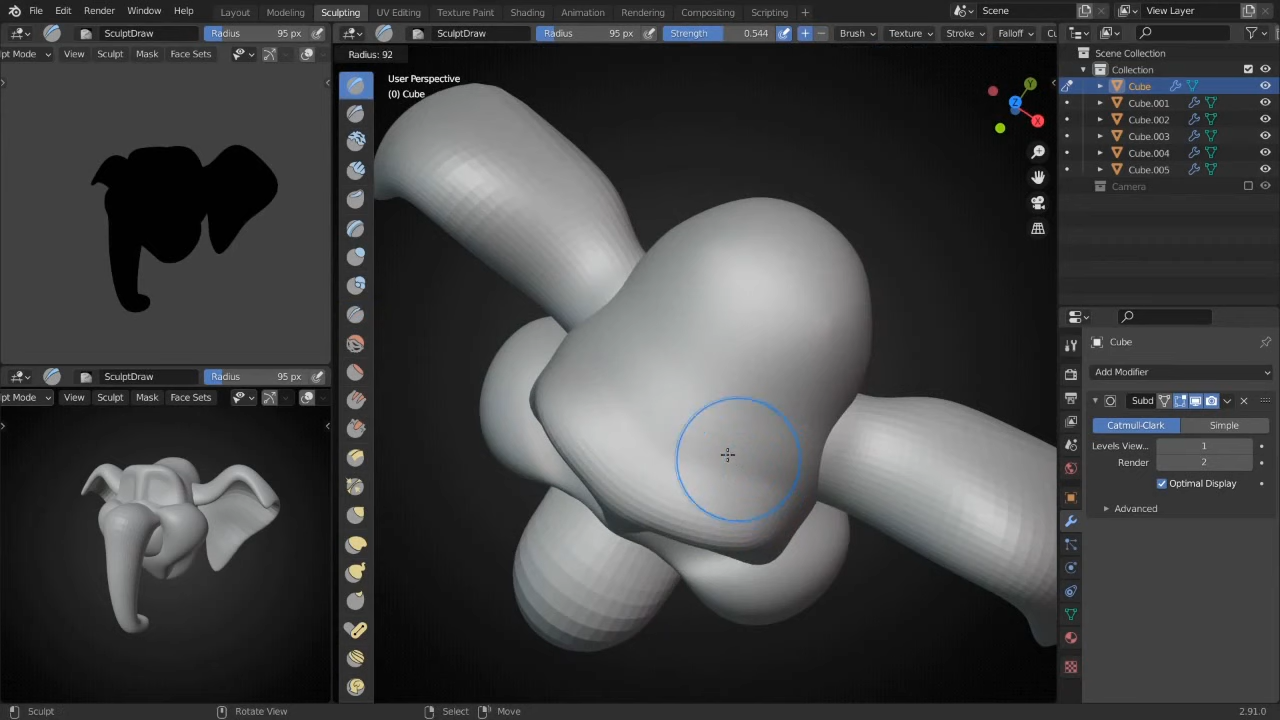 File Edit Render Window Help Layout Modeling Sculpting UV Editing Texture Paint Shading Animation Rendering Compositing Scripting + Scene View Layer
SculptDraw Radius 95 px
pt Mode View Sculpt Mask Face Sets
SculptDraw Radius 95 px Strength 0.544 Brush Texture Stroke Falloff Cu
Radius: 92
User Perspective
(0) Cube
Y
Z
X
SculptDraw Radius 95 px
pt Mode View Sculpt Mask Face Sets
Scene Collection
Collection
Cube
Cube.001
Cube.002
Cube.003
Cube.004
Cube.005
Camera
Cube
Add Modifier
Subd
Catmull-Clark Simple
Levels View... 1
Render 2
Optimal Display
Advanced
Sculpt Rotate View Select Move 2.91.0